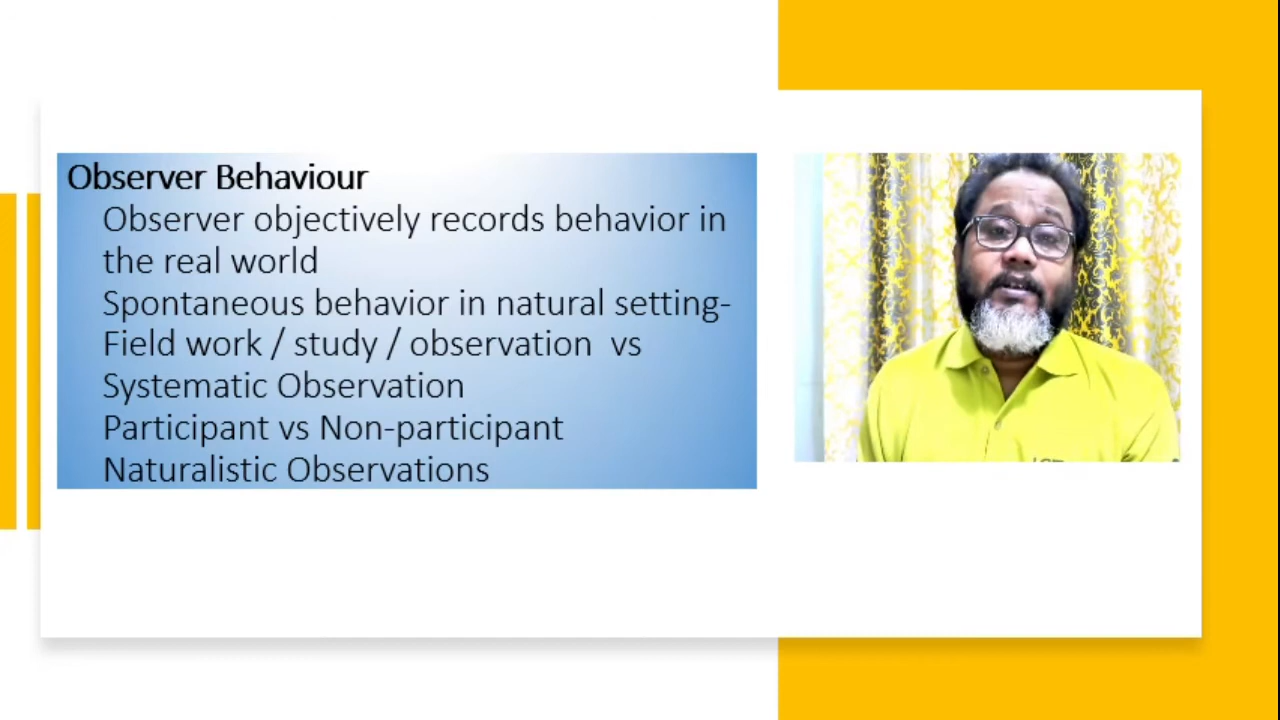 Observer Behaviour
Observer objectively records behavior in
the real world
Spontaneous behavior in natural setting-
Field work / study / observation vs
Systematic Observation
Participant vs Non-participant
Naturalistic Observations